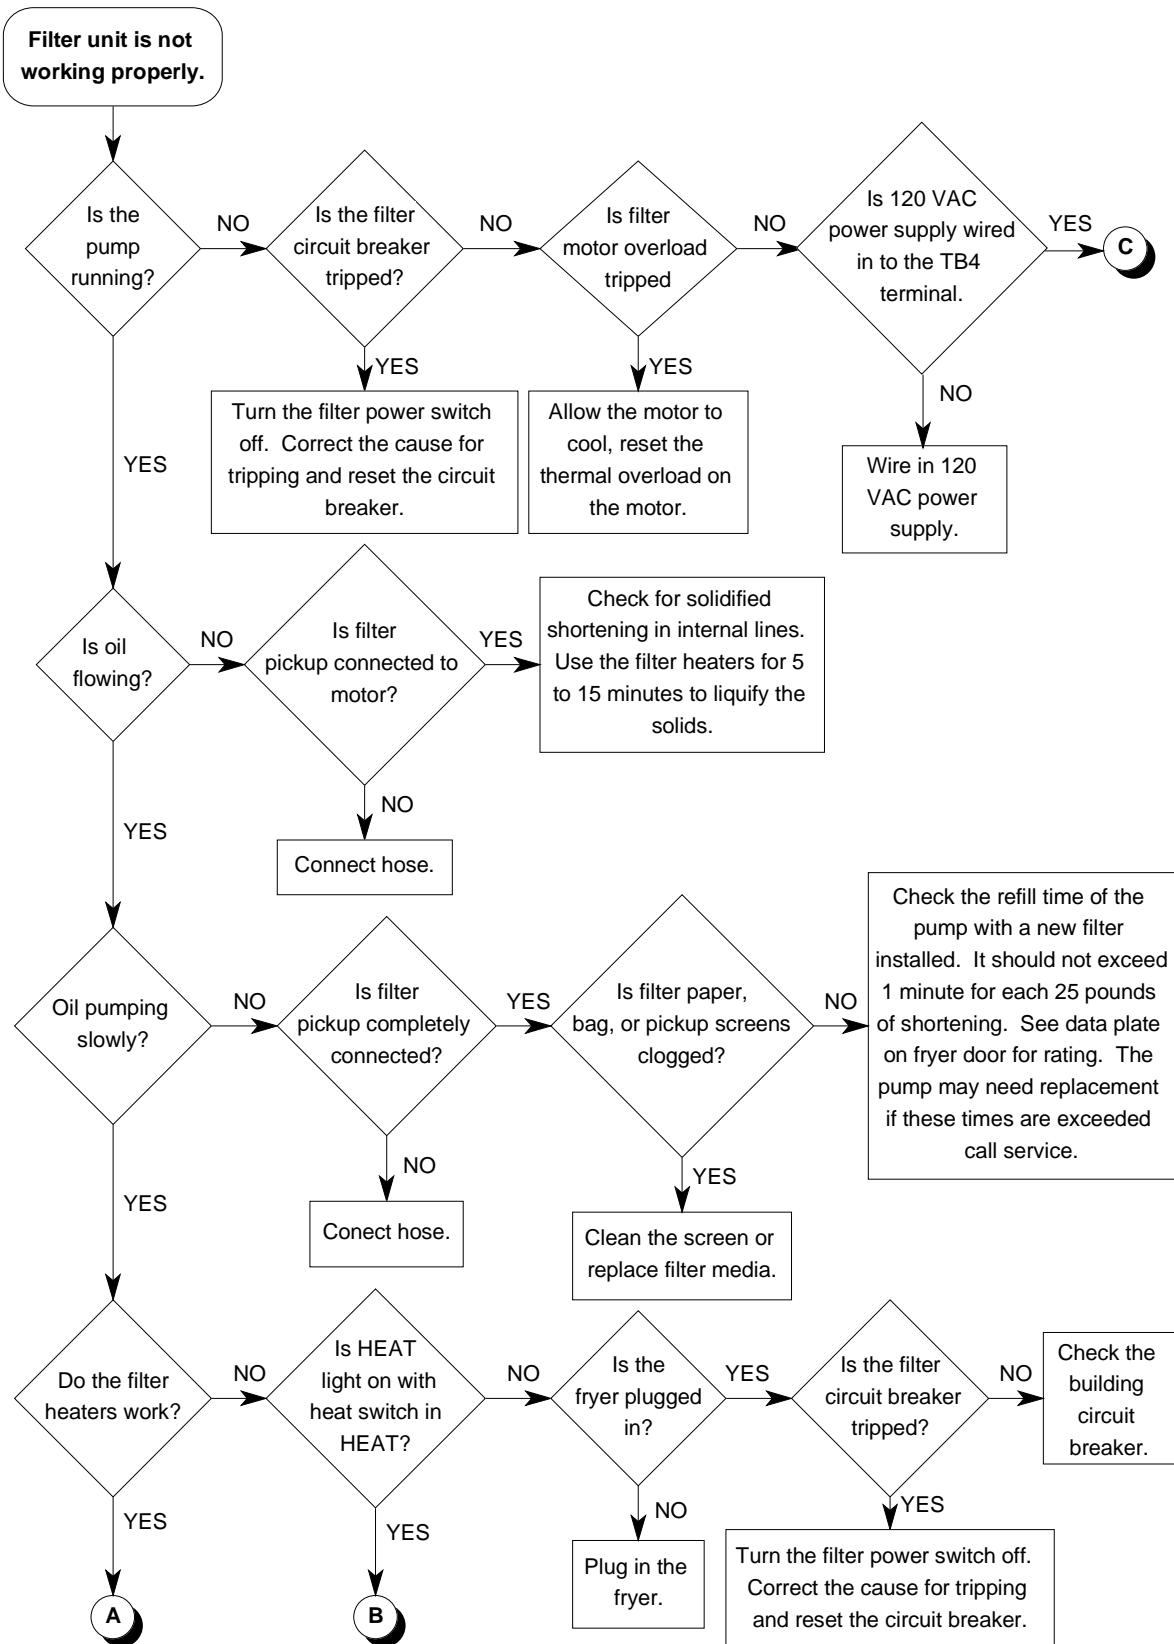 Filter unit is not
working properly.
Is the
pump
running?
NO
Is the filter
circuit breaker
tripped?
NO
Is filter
motor overload
tripped
NO
Is 120 VAC
power supply wired
in to the TB4
terminal.
YES
C
YES
YES
YES
NO
Turn the filter power switch
off. Correct the cause for
tripping and reset the circuit
breaker.
Allow the motor to
cool, reset the
thermal overload on
the motor.
Wire in 120
VAC power
supply.
Is oil
flowing?
NO
Is filter
pickup connected to
motor?
YES
Check for solidified
shortening in internal lines.
Use the filter heaters for 5
to 15 minutes to liquify the
solids.
YES
NO
Connect hose.
Oil pumping
slowly?
NO
Is filter
pickup completely
connected?
YES
Is filter paper,
bag, or pickup screens
clogged?
NO
Check the refill time of the
pump with a new filter
installed. It should not exceed
1 minute for each 25 pounds
of shortening. See data plate
on fryer door for rating. The
pump may need replacement
if these times are exceeded
call service.
YES
NO
Conect hose.
YES
Clean the screen or
replace filter media.
Do the filter
heaters work?
NO
Is HEAT
light on with
heat switch in
HEAT?
NO
Is the
fryer plugged
in?
YES
Is the filter
circuit breaker
tripped?
NO
Check the
building
circuit
breaker.
YES
A
YES
B
NO
Plug in the
fryer.
YES
Turn the filter power switch off.
Correct the cause for tripping
and reset the circuit breaker.